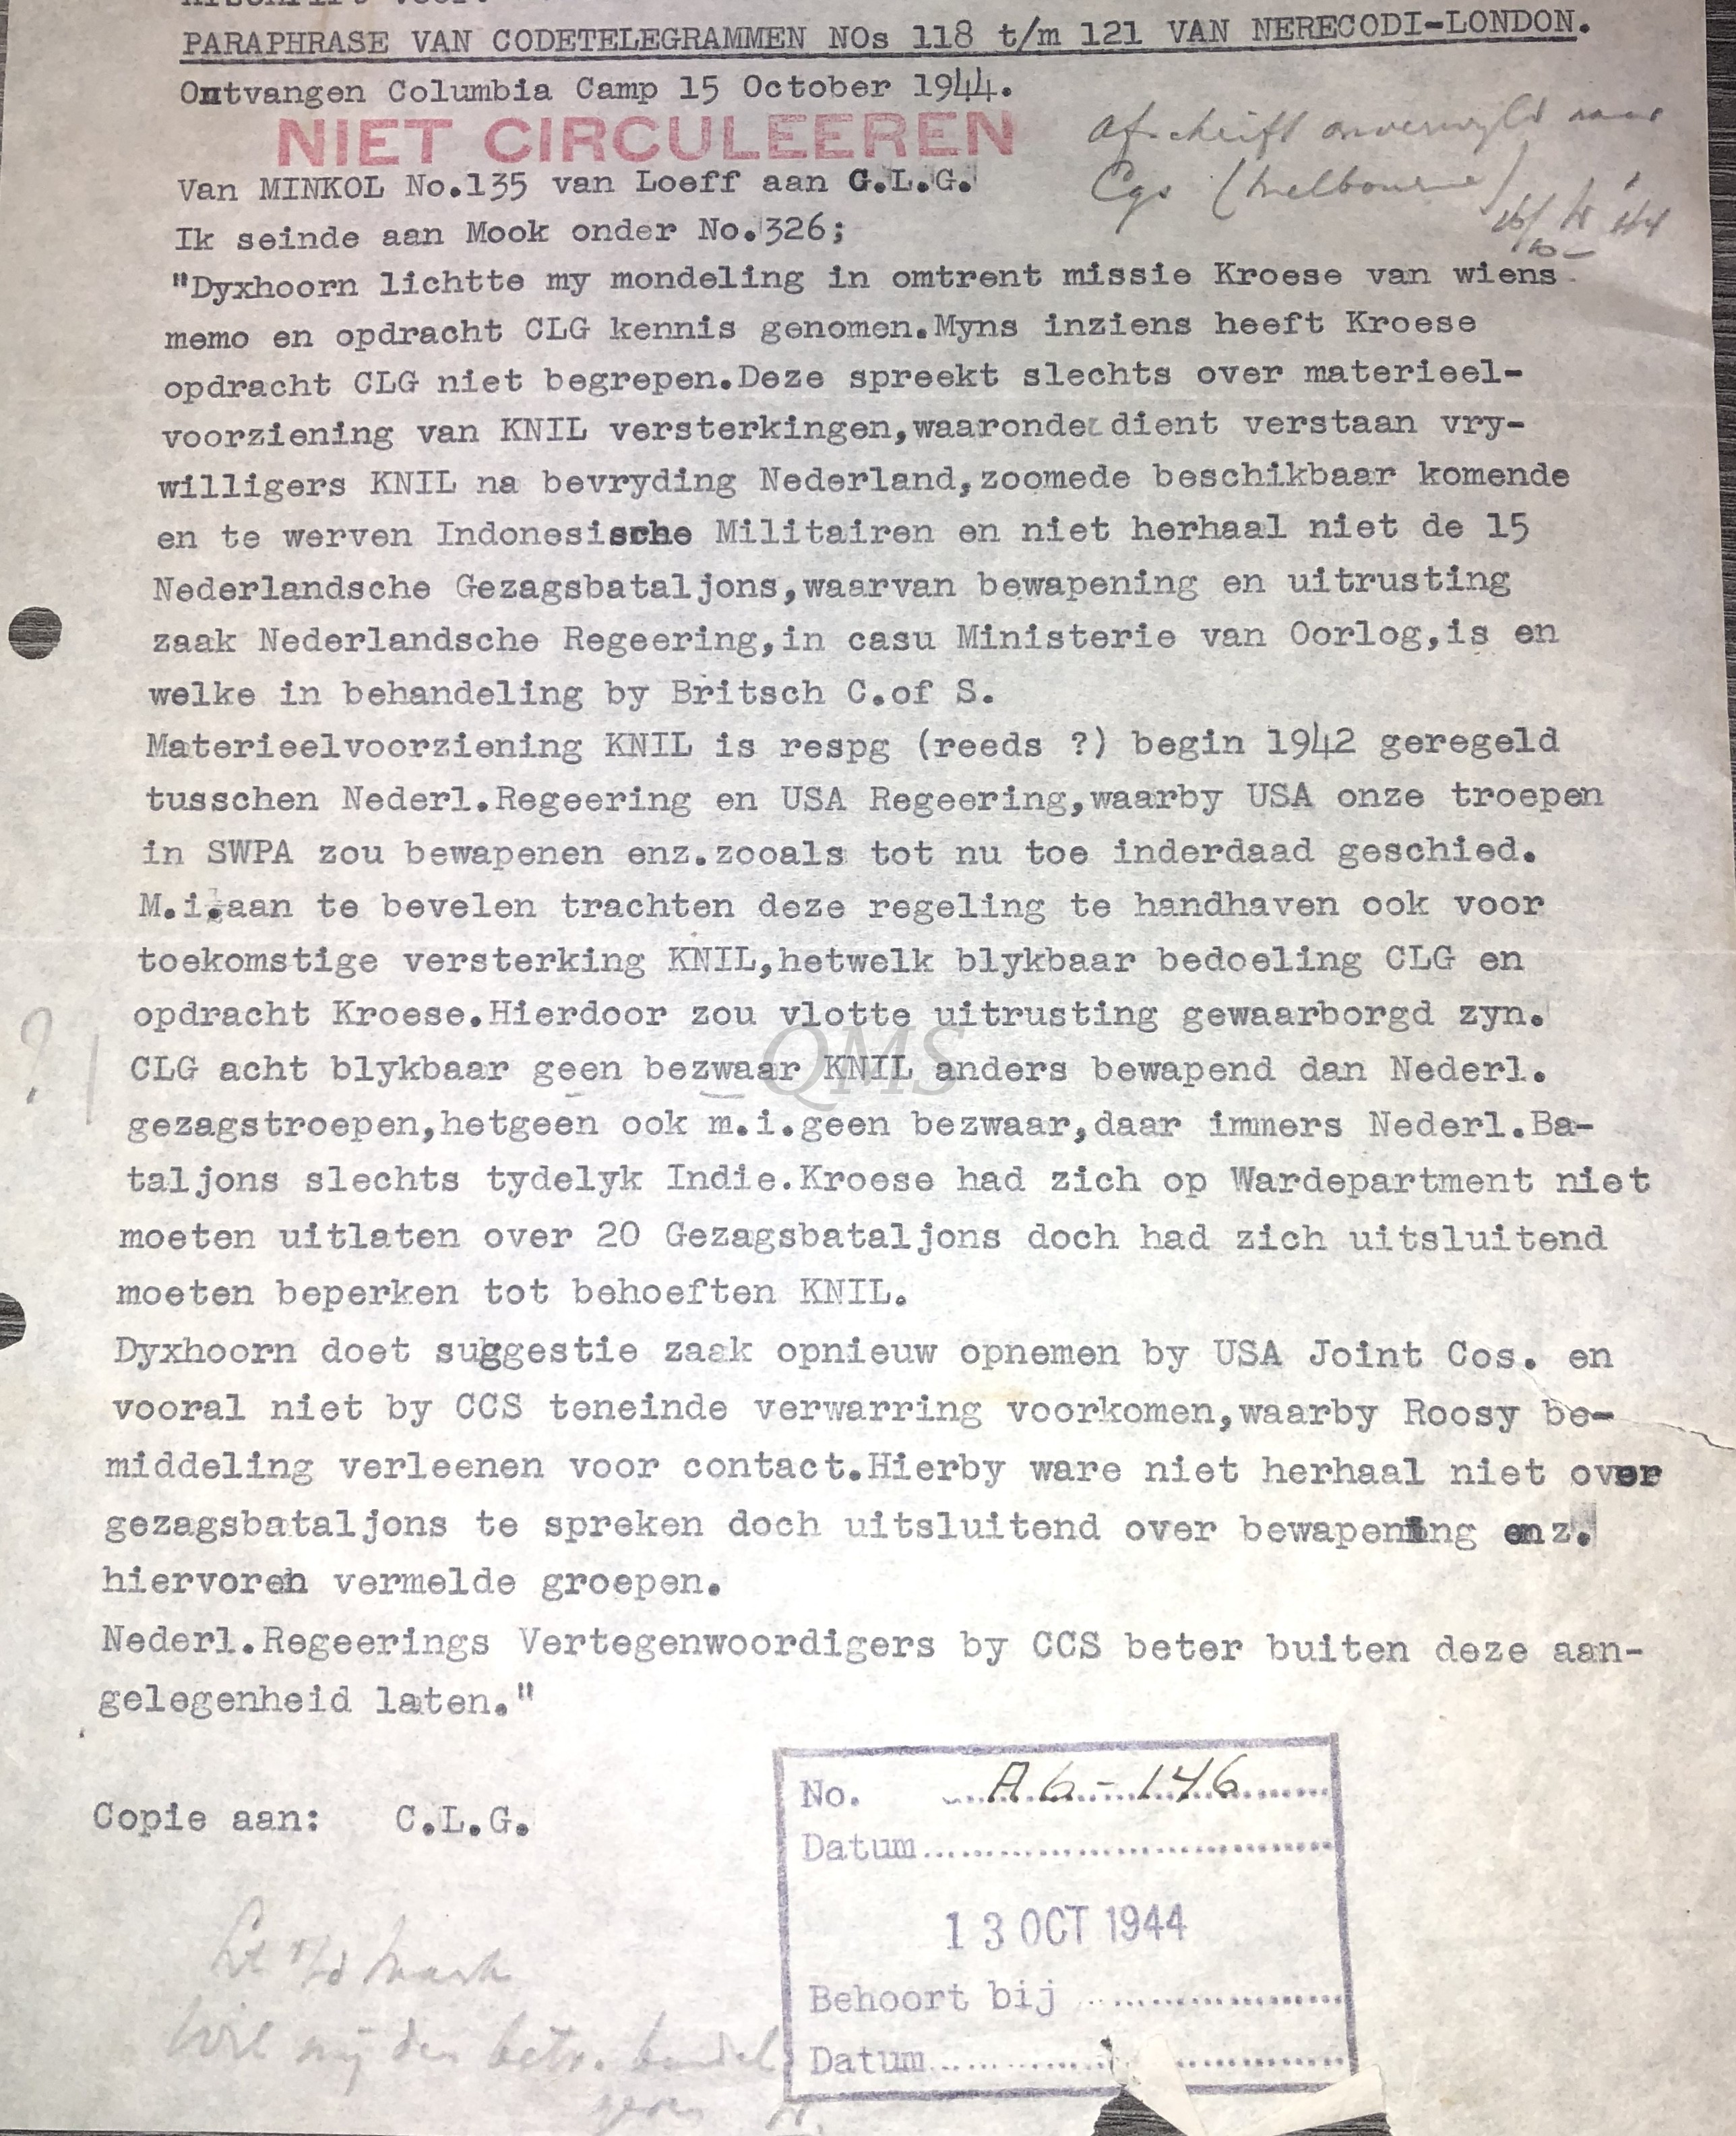 PARAPHRASE VAN CODETELEGRAMMEN NOs 118 t/m 121 VAN NERECODI-LONDON.
Ontvangen Columbia Camp 15 October 1944.
NIET CIRCULEEREN
Afschrift onverwyld naar
Cgs (Melbourne)
Van MINKOL No.135 van Loeff aan G.L.G.
Ik seinde aan Mook onder No.326;
"Dyxhoorn lichtte my mondeling in omtrent missie Kroese van wiens
memo en opdracht CLG kennis genomen.Myns inziens heeft Kroese
opdracht CLG niet begrepen.Deze spreekt slechts over materieel-
voorziening van KNIL versterkingen,waaronder dient verstaan vry-
willigers KNIL na bevryding Nederland,zoomede beschikbaar komende
en te werven Indonesische Militairen en niet herhaal niet de 15
Nederlandsche Gezagsbataljons,waarvan bewapening en uitrusting
zaak Nederlandsche Regeering,in casu Ministerie van Oorlog,is en
welke in behandeling by Britsch C.of S.
Materieelvoorziening KNIL is respg (reeds ?) begin 1942 geregeld
tusschen Nederl.Regeering en USA Regeering,waarby USA onze troepen
in SWPA zou bewapenen enz.zooals tot nu toe inderdaad geschied.
M.i.aan te bevelen trachten deze regeling te handhaven ook voor
toekomstige versterking KNIL,hetwelk blykbaar bedoeling CLG en
opdracht Kroese.Hierdoor zou vlotte uitrusting gewaarborgd zyn.
QMS
? |
CLG acht blykbaar geen bezwaar KNIL anders bewapend dan Nederl.
gezagstroepen,hetgeen ook m.i.geen bezwaar,daar immers Nederl.Ba-
taljons slechts tydelyk Indie.Kroese had zich op Wardepartment niet
moeten uitlaten over 20 Gezagsbataljons doch had zich uitsluitend
moeten beperken tot behoeften KNIL.
Dyxhoorn doet suggestie zaak opnieuw opnemen by USA Joint Cos. en
vooral niet by CCS teneinde verwarring voorkomen,waarby Roosy be-
middeling verleenen voor contact.Hierby ware niet herhaal niet over
gezagsbataljons te spreken doch uitsluitend over bewapening enz.
hiervoren vermelde groepen.
Nederl.Regeerings Vertegenwoordigers by CCS beter buiten deze aan-
gelegenheid laten."
Copie aan: C.L.G.
No. A6-146
Datum
13 OCT 1944
Behoort bij
Datum
Wil mij den betr. bundel
geven